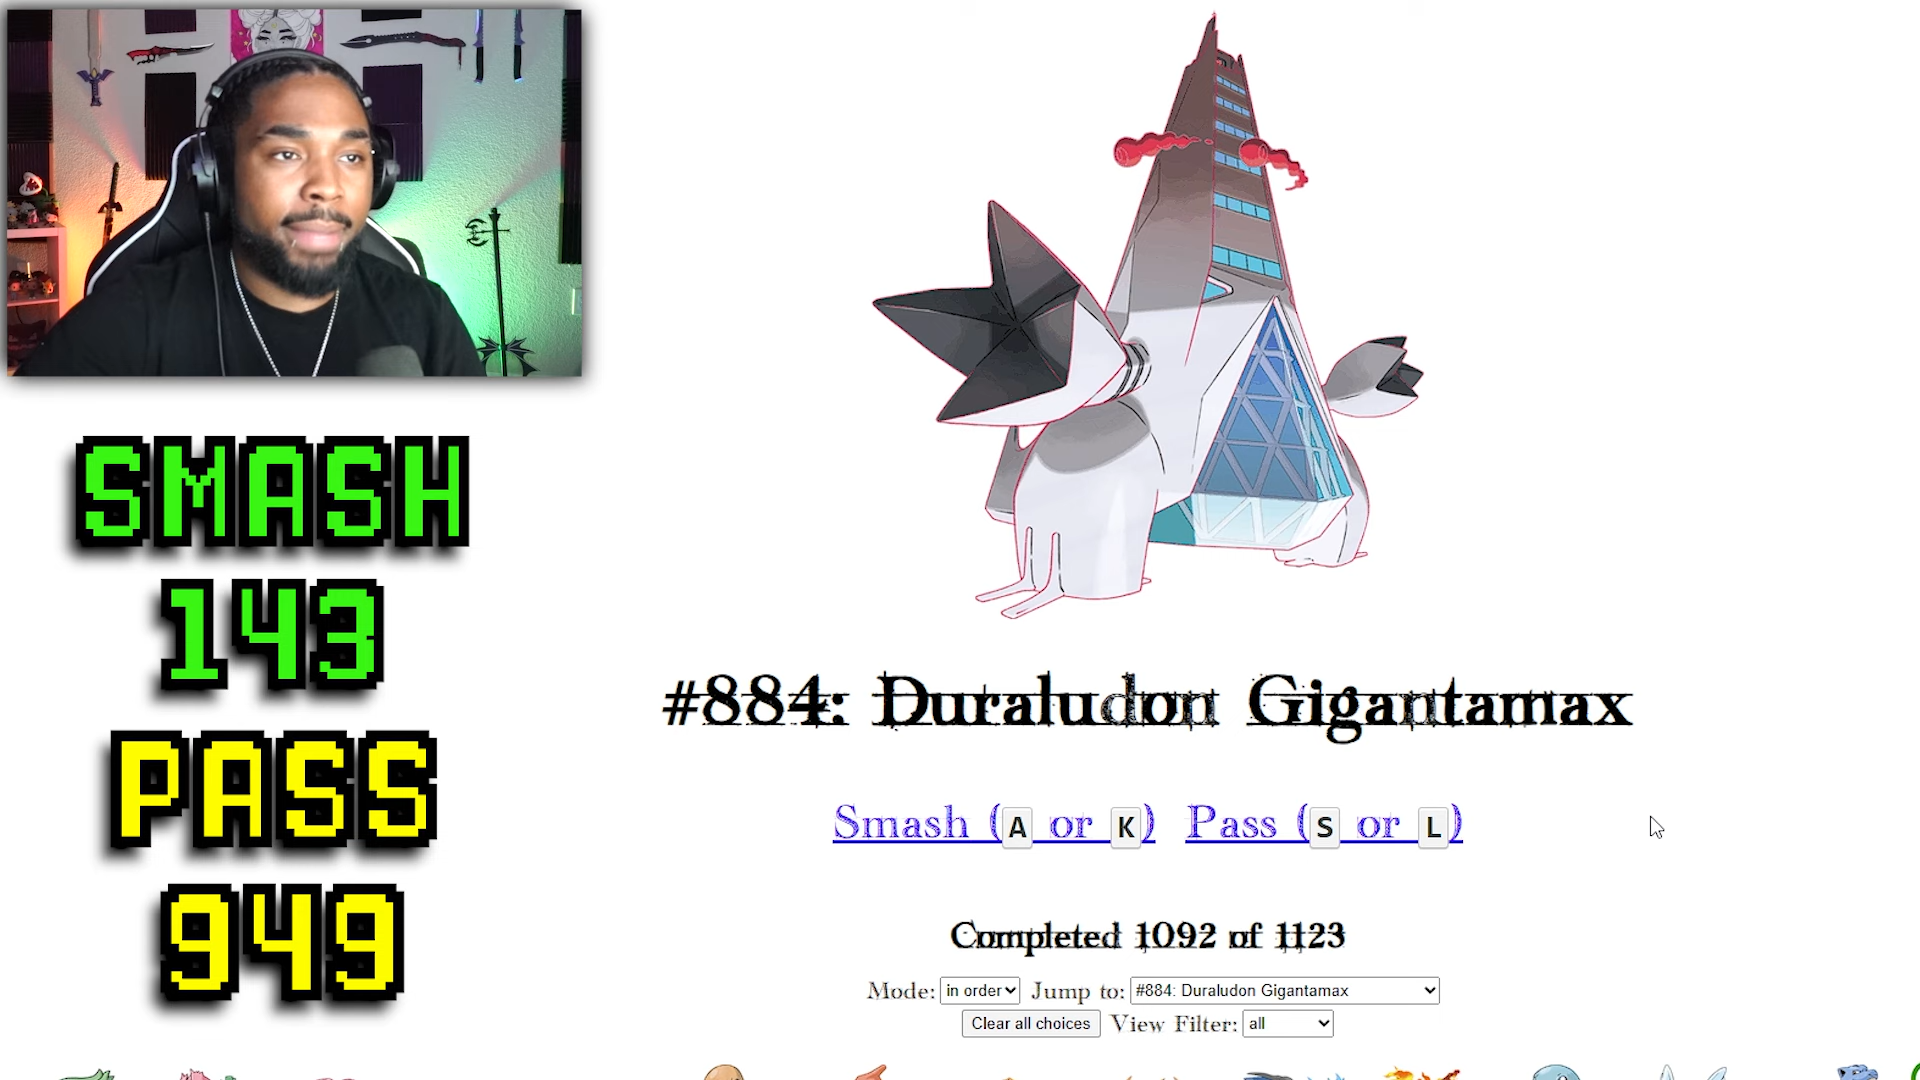 SMASH
143
PASS
949
#884: Duraludon Gigantamax
Smash (A or K) Pass (S or L)
Completed 1092 of 1123
Mode: in order Jump to: #884: Duraludon Gigantamax
Clear all choices View Filter: all